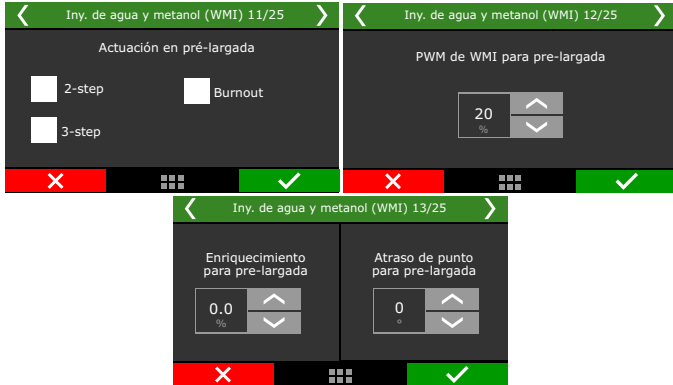 Iny. de agua y metanol (WMI) 11/25
Actuación en pré-largada
2-step
Burnout
3-step
Iny. de agua y metanol (WMI) 12/25
PWM de WMI para pre-largada
20
%
Iny. de agua y metanol (WMI) 13/25
Enriquecimiento
para pre-largada
0.0
%
Atraso de punto
para pre-largada
0
°